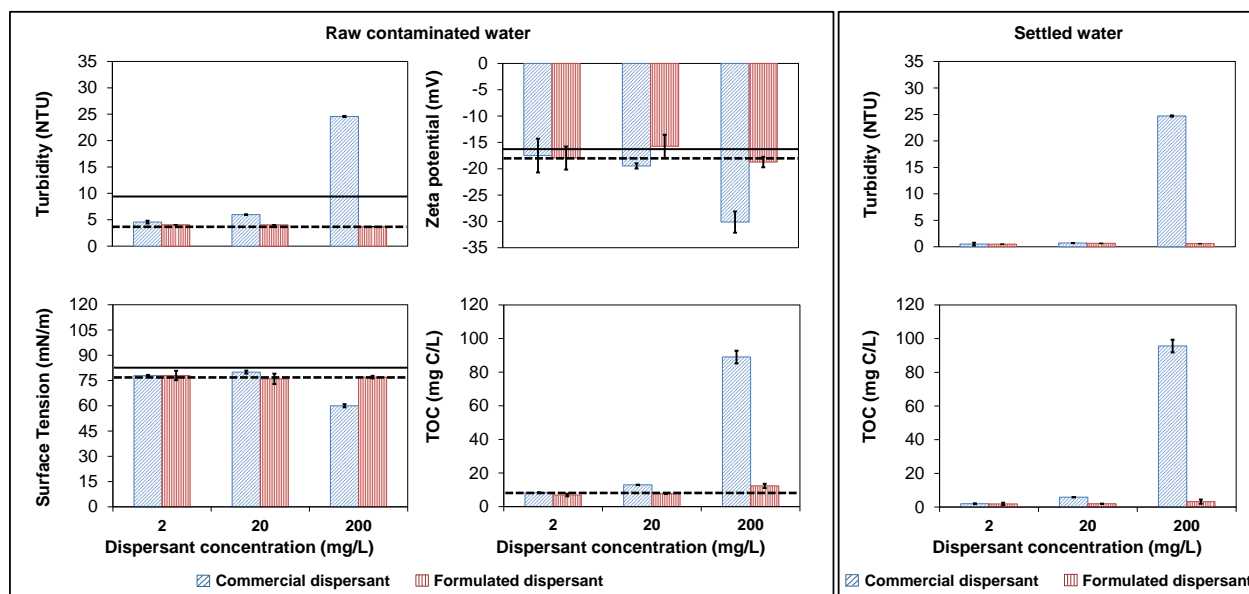 Raw contaminated water
Turbidity (NTU)
35
30
25
20
15
10
5
0
Zeta potential (mV)
0
-5
-10
-15
-20
-25
-30
-35
Surface Tension (mN/m)
120
105
90
75
60
45
30
15
0
2 20 200
Dispersant concentration (mg/L)
TOC (mg C/L)
120
100
80
60
40
20
0
2 20 200
Dispersant concentration (mg/L)
Commercial dispersant Formulated dispersant
Settled water
Turbidity (NTU)
35
30
25
20
15
10
5
0
TOC (mg C/L)
120
100
80
60
40
20
0
2 20 200
Dispersant concentration (mg/L)
Commercial dispersant Formulated dispersant